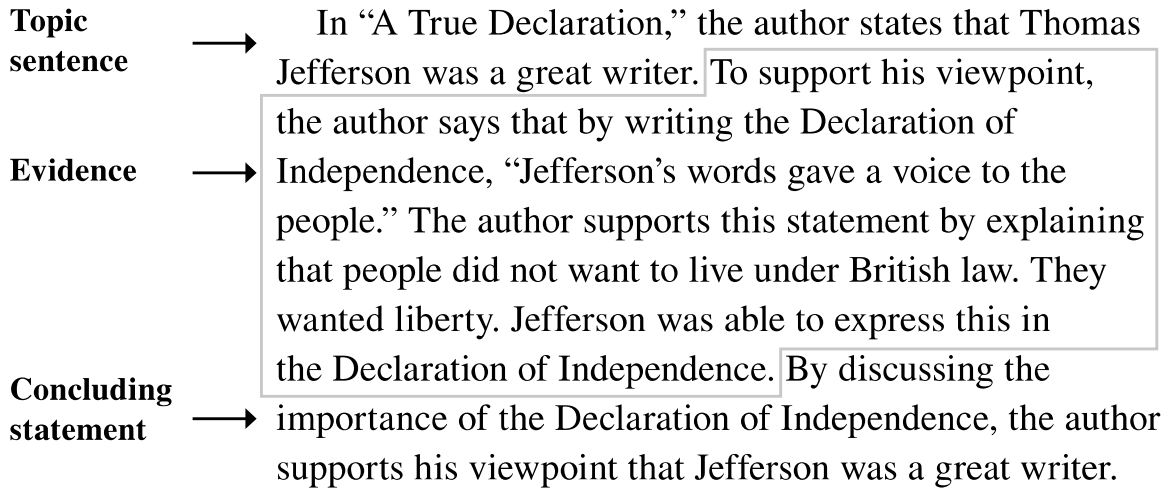 Topic
sentence
In “A True Declaration,” the author states that Thomas
Jefferson was a great writer. To support his viewpoint,
the author says that by writing the Declaration of
Evidence
Independence, “Jefferson’s words gave a voice to the
people.” The author supports this statement by explaining
that people did not want to live under British law. They
wanted liberty. Jefferson was able to express this in
the Declaration of Independence. By discussing the
Concluding
statement
importance of the Declaration of Independence, the author
supports his viewpoint that Jefferson was a great writer.